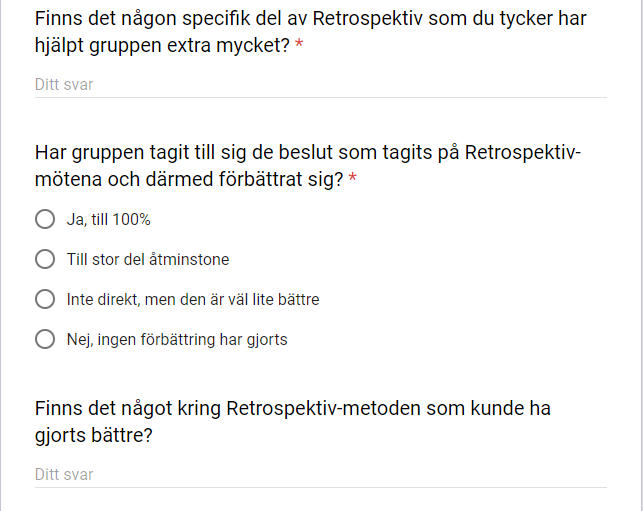 Finns det någon specifik del av Retrospektiv som du tycker har
hjälpt gruppen extra mycket? *
Ditt svar
Har gruppen tagit till sig de beslut som tagits på Retrospektiv-
mötena och därmed förbättrat sig? *
Ja, till 100%
Till stor del åtminstone
Inte direkt, men den är väl lite bättre
Nej, ingen förbättring har gjorts
Finns det något kring Retrospektiv-metoden som kunde ha
gjorts bättre?
Ditt svar